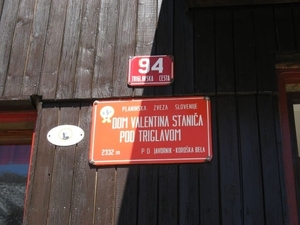 94
TRIGLAVSKA CESTA
PLANINSKA ZVEZA SLOVENIJE
DOM VALENTINA STANIČA
POD TRIGLAVOM
2332 m P D JAVORNIK - KOROŠKA BELA